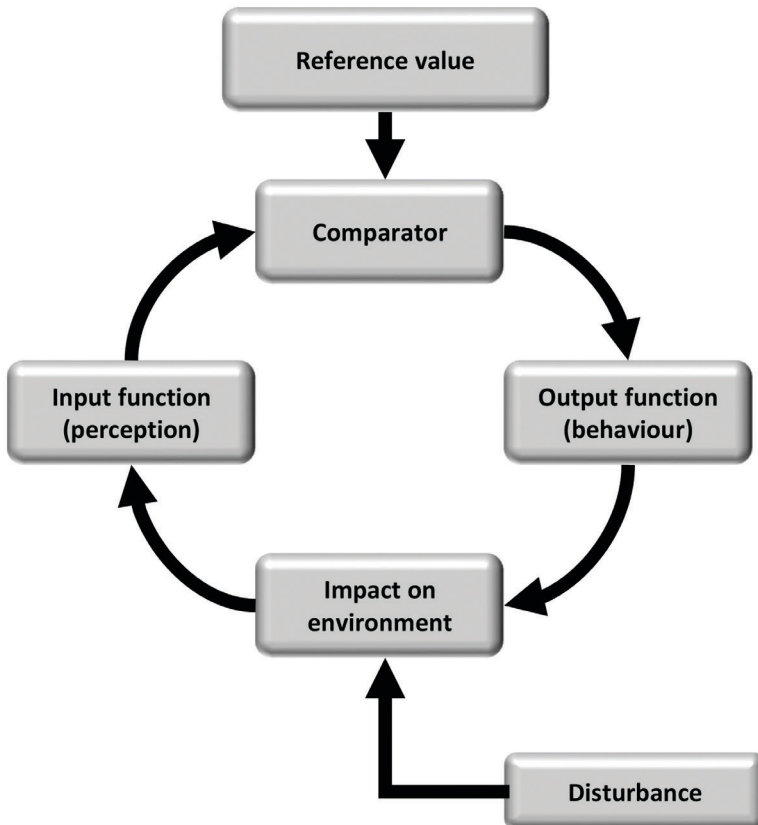 Reference value
Comparator
Input function
(perception)
Output function
(behaviour)
Impact on
environment
Disturbance